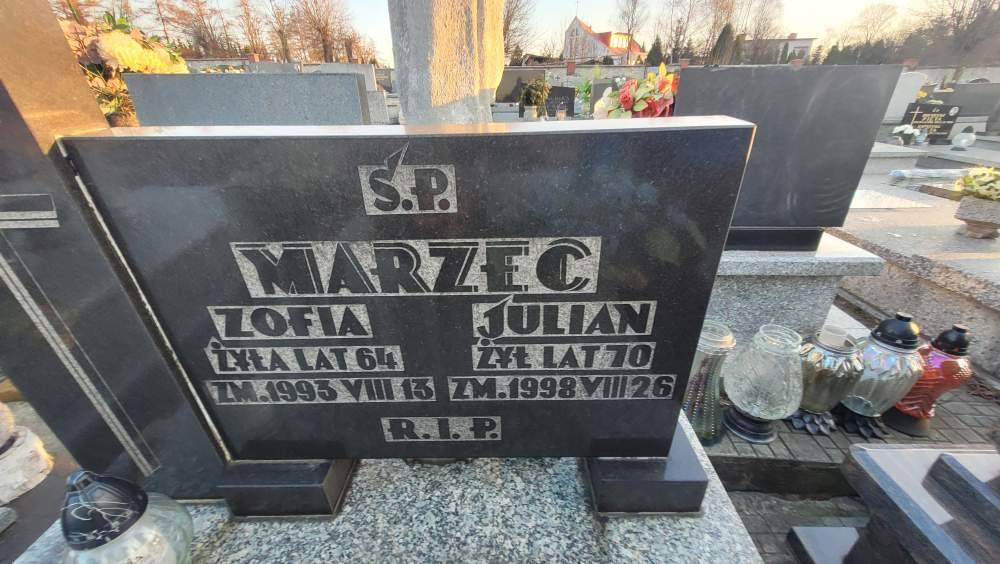 Ś.P.
MARZEC
ZOFIA JULIAN
ŻYŁA LAT 64 ŻYŁ LAT 70
ZM. 1993 VIII 13 ZM. 1998 VIII 26
R.I.P.